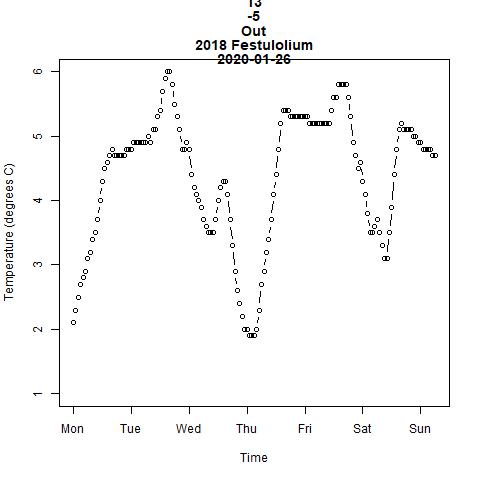 13
-5
Out
2018 Festulolium
2020-01-26
Temperature (degrees C)
6
5
4
3
2
1
Mon Tue Wed Thu Fri Sat Sun
Time